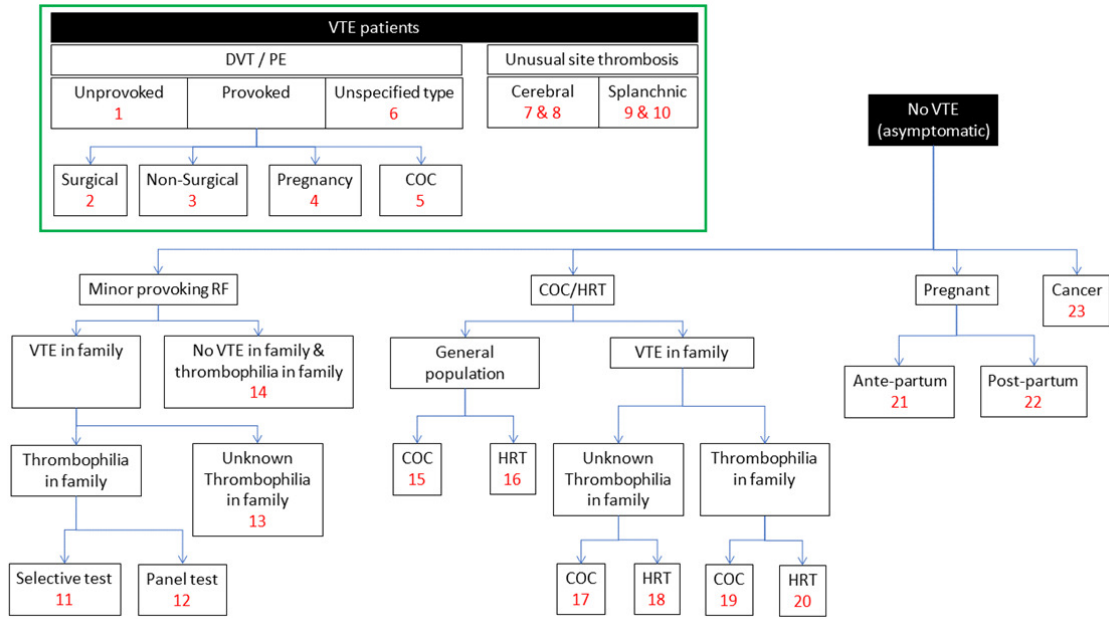 VTE patients
DVT / PE
Unusual site thrombosis
Unprovoked
1
Provoked
Unspecified type
6
Cerebral
7 & 8
Splanchnic
9 & 10
No VTE
(asymptomatic)
Surgical
2
Non-Surgical
3
Pregnancy
4
COC
5
Minor provoking RF
COC/HRT
Pregnant
Cancer
23
VTE in family
No VTE in family &
thrombophilia in family
14
General
population
VTE in family
Ante-partum
21
Post-partum
22
Thrombophilia
in family
Unknown
Thrombophilia
in family
13
COC
15
HRT
16
Unknown
Thrombophilia
in family
Thrombophilia
in family
Selective test
11
Panel test
12
COC
17
HRT
18
COC
19
HRT
20